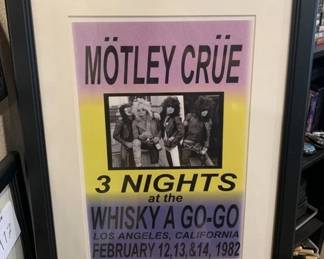 MÖTLEY CRÜE
3 NIGHTS
at the
WHISKY A GO-GO
LOS ANGELES, CALIFORNIA
FEBRUARY 12,13,&14, 1982